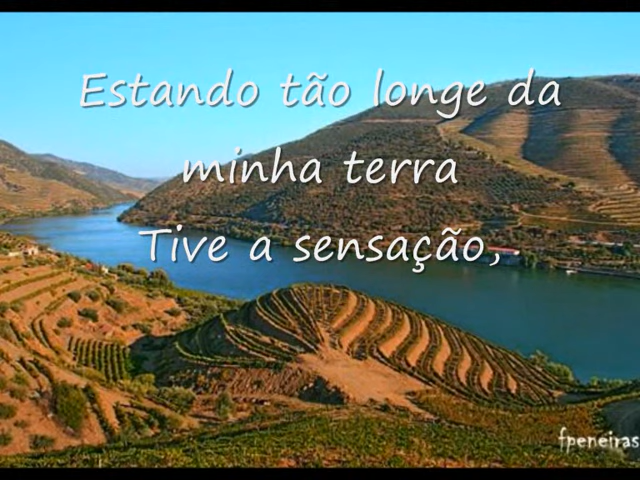 Estando tão longe da
minha terra
Tive a sensação,
fpeneiras